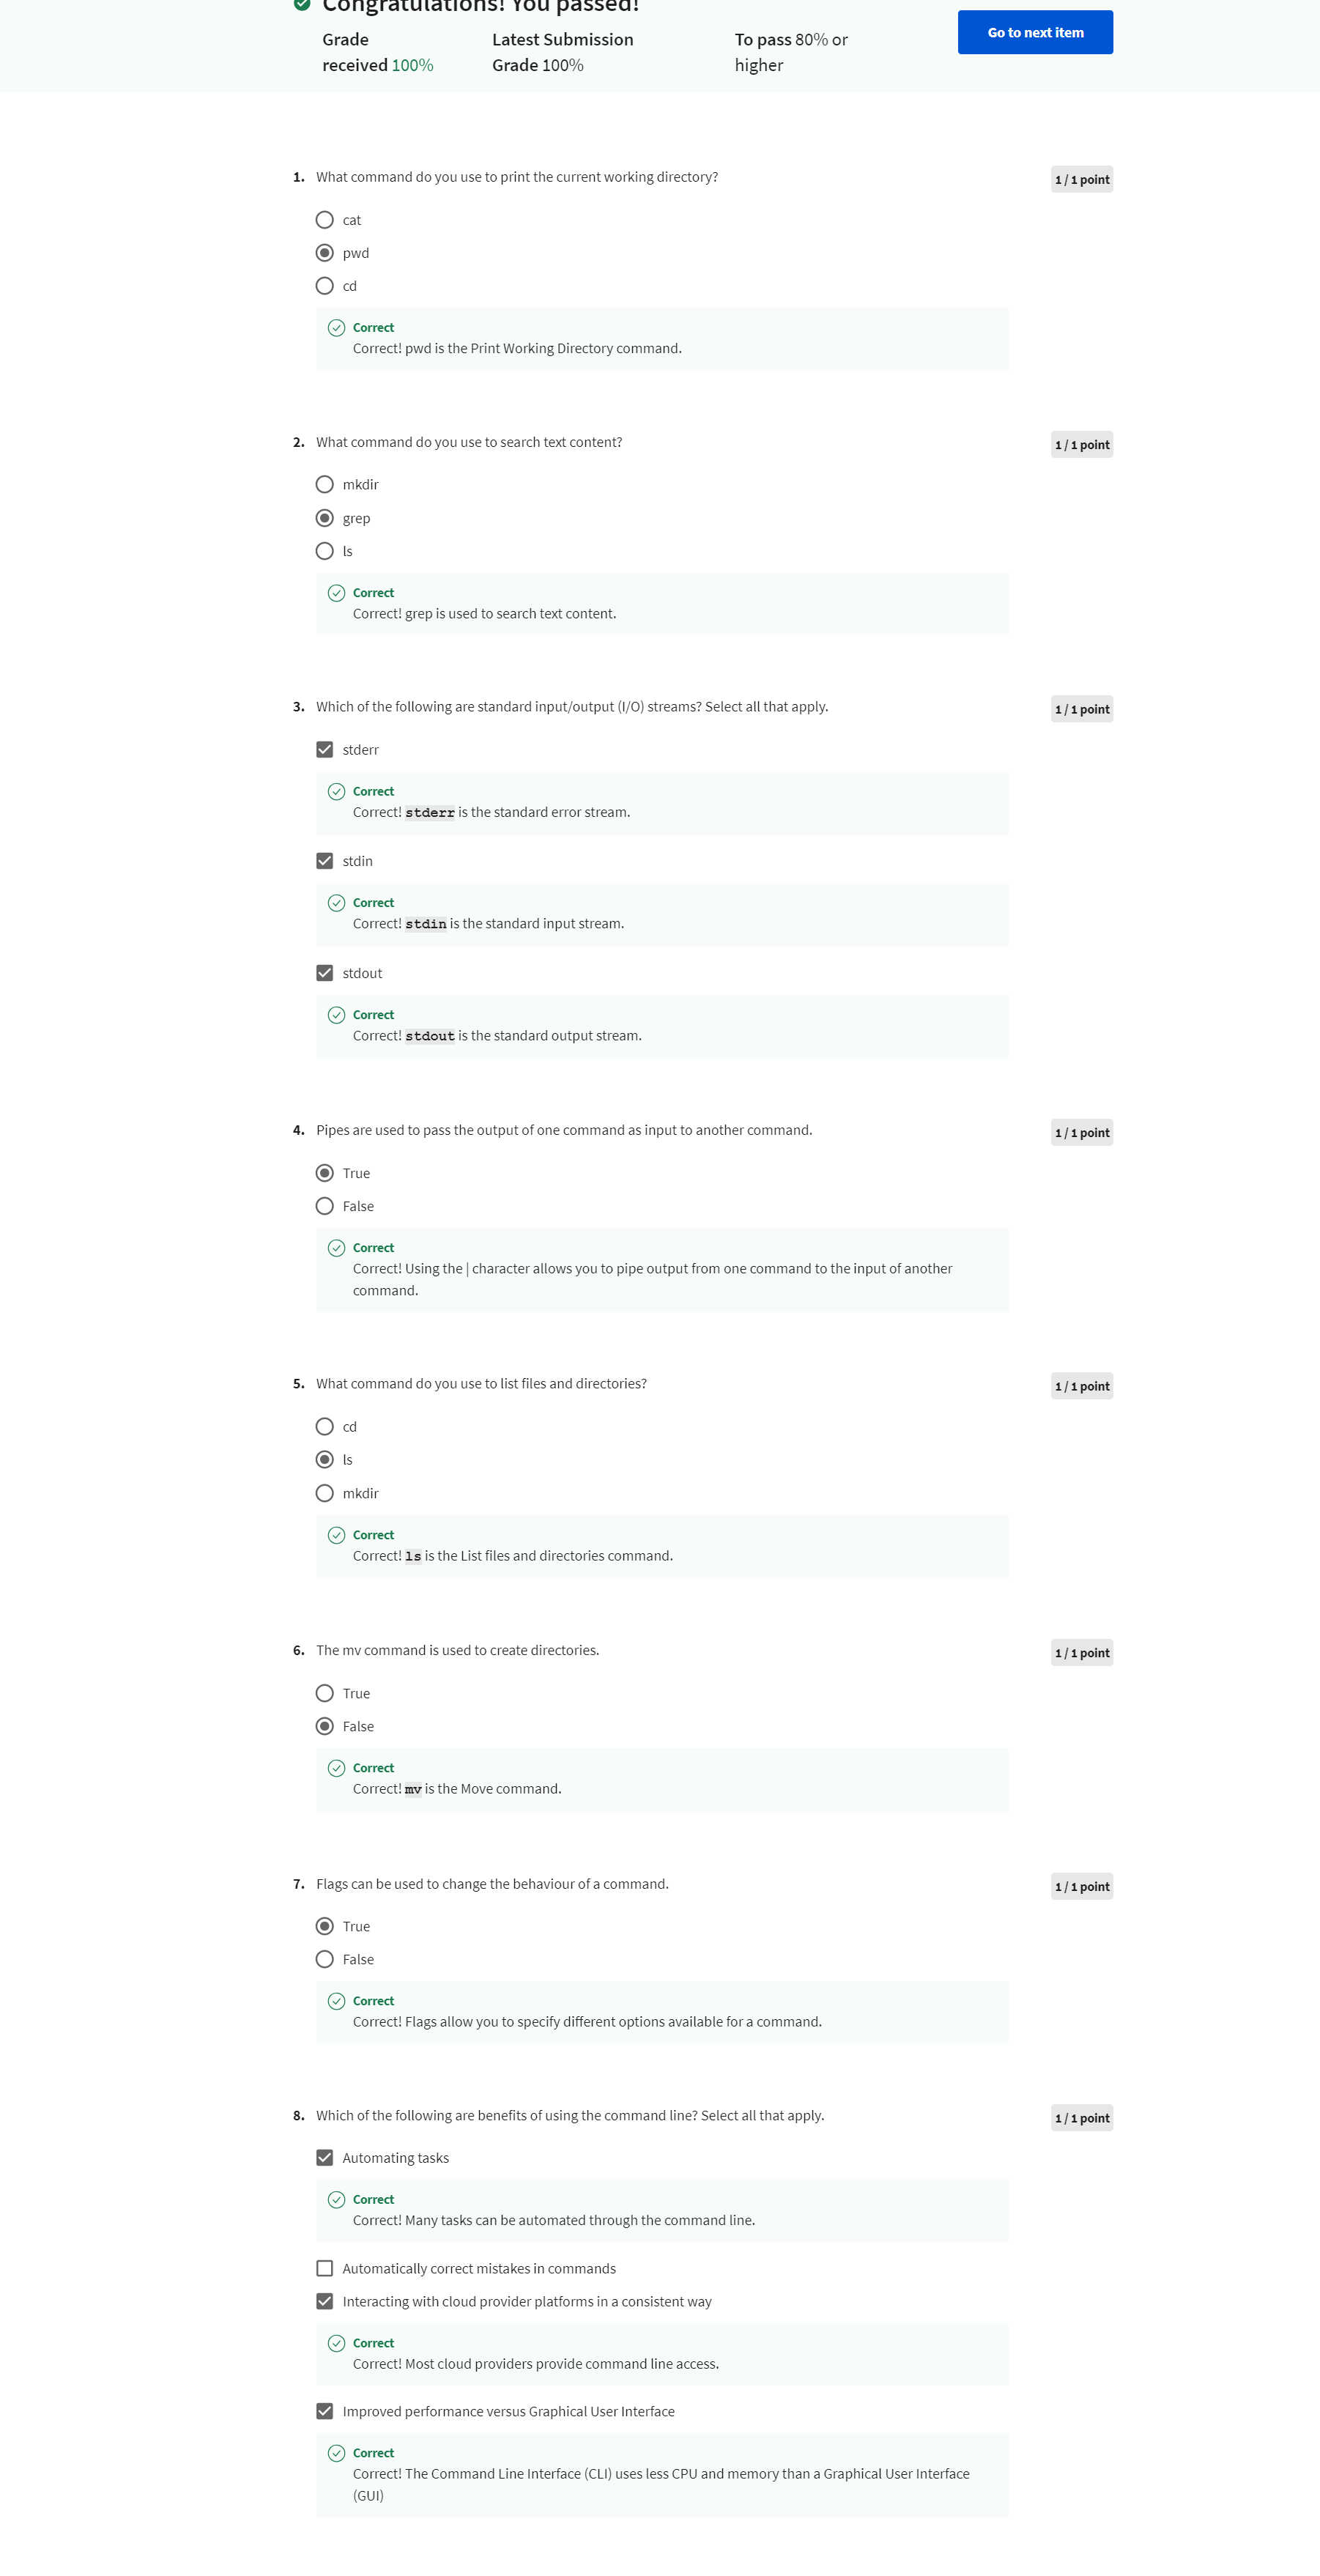 Congratulations! You passed!
Grade
received 100%
Latest Submission
Grade 100%
To pass 80% or
higher
Go to next item
1. What command do you use to print the current working directory?
1 / 1 point
cat
pwd
cd
Correct
Correct! pwd is the Print Working Directory command.
2. What command do you use to search text content?
1 / 1 point
mkdir
grep
ls
Correct
Correct! grep is used to search text content.
3. Which of the following are standard input/output (I/O) streams? Select all that apply.
1 / 1 point
stderr
Correct
Correct! stderr is the standard error stream.
stdin
Correct
Correct! stdin is the standard input stream.
stdout
Correct
Correct! stdout is the standard output stream.
4. Pipes are used to pass the output of one command as input to another command.
1 / 1 point
True
False
Correct
Correct! Using the | character allows you to pipe output from one command to the input of another
command.
5. What command do you use to list files and directories?
1 / 1 point
cd
ls
mkdir
Correct
Correct! ls is the List files and directories command.
6. The mv command is used to create directories.
1 / 1 point
True
False
Correct
Correct! mv is the Move command.
7. Flags can be used to change the behaviour of a command.
1 / 1 point
True
False
Correct
Correct! Flags allow you to specify different options available for a command.
8. Which of the following are benefits of using the command line? Select all that apply.
1 / 1 point
Automating tasks
Correct
Correct! Many tasks can be automated through the command line.
Automatically correct mistakes in commands
Interacting with cloud provider platforms in a consistent way
Correct
Correct! Most cloud providers provide command line access.
Improved performance versus Graphical User Interface
Correct
Correct! The Command Line Interface (CLI) uses less CPU and memory than a Graphical User Interface
(GUI)